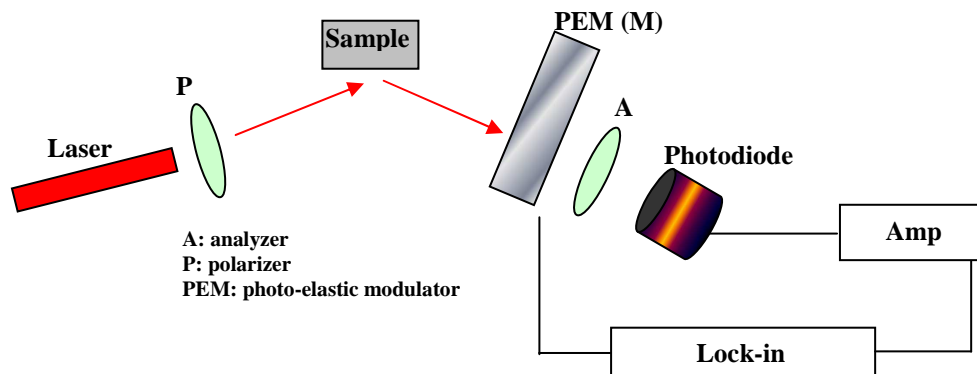 PEM (M)
Sample
P
A
Laser
Photodiode
A: analyzer
P: polarizer
PEM: photo-elastic modulator
Amp
Lock-in